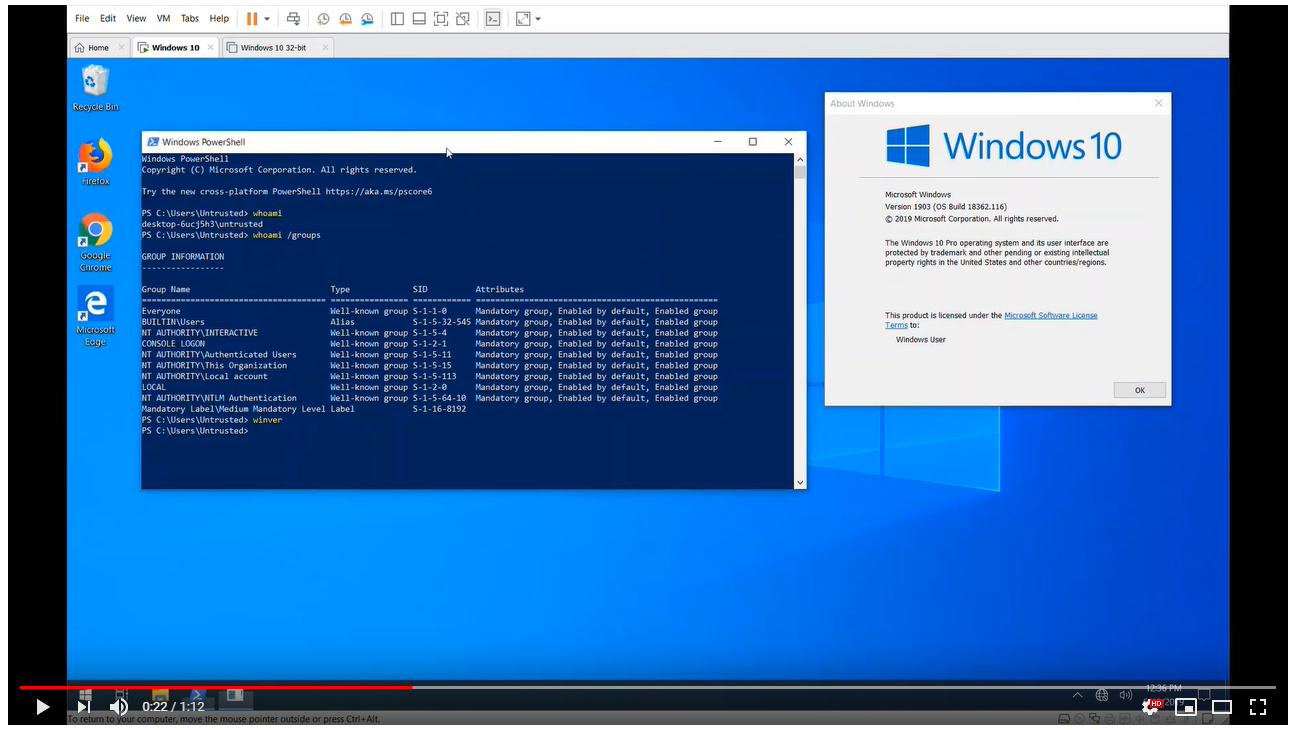 File Edit View VM Tabs Help
Home Windows 10 Windows 10 32-bit
Recycle Bin
Firefox
Google
Chrome
Microsoft
Edge
Windows PowerShell
Windows PowerShell
Copyright (C) Microsoft Corporation. All rights reserved.
Try the new cross-platform PowerShell https://aka.ms/pscore6
PS C:\Users\Untrusted> whoami
desktop-6ucj5h3\untrusted
PS C:\Users\Untrusted> whoami /groups
GROUP INFORMATION
-----------------
Group Name Type SID Attributes
====================================== ================ ============ ==================================================
Everyone Well-known group S-1-1-0 Mandatory group, Enabled by default, Enabled group
BUILTIN\Users Alias S-1-5-32-545 Mandatory group, Enabled by default, Enabled group
NT AUTHORITY\INTERACTIVE Well-known group S-1-5-4 Mandatory group, Enabled by default, Enabled group
CONSOLE LOGON Well-known group S-1-2-1 Mandatory group, Enabled by default, Enabled group
NT AUTHORITY\Authenticated Users Well-known group S-1-5-11 Mandatory group, Enabled by default, Enabled group
NT AUTHORITY\This Organization Well-known group S-1-5-15 Mandatory group, Enabled by default, Enabled group
NT AUTHORITY\Local account Well-known group S-1-5-113 Mandatory group, Enabled by default, Enabled group
LOCAL Well-known group S-1-2-0 Mandatory group, Enabled by default, Enabled group
NT AUTHORITY\NTLM Authentication Well-known group S-1-5-64-10 Mandatory group, Enabled by default, Enabled group
Mandatory Label\Medium Mandatory Level Label S-1-16-8192
PS C:\Users\Untrusted> winver
PS C:\Users\Untrusted>
About Windows
Windows 10
Microsoft Windows
Version 1903 (OS Build 18362.116)
© 2019 Microsoft Corporation. All rights reserved.
The Windows 10 Pro operating system and its user interface are
protected by trademark and other pending or existing intellectual
property rights in the United States and other countries/regions.
This product is licensed under the Microsoft Software License
Terms to:
Windows User
OK
12:36 PM
0:22 / 1:12
HD
To return to your computer, move the mouse pointer outside or press Ctrl+Alt.